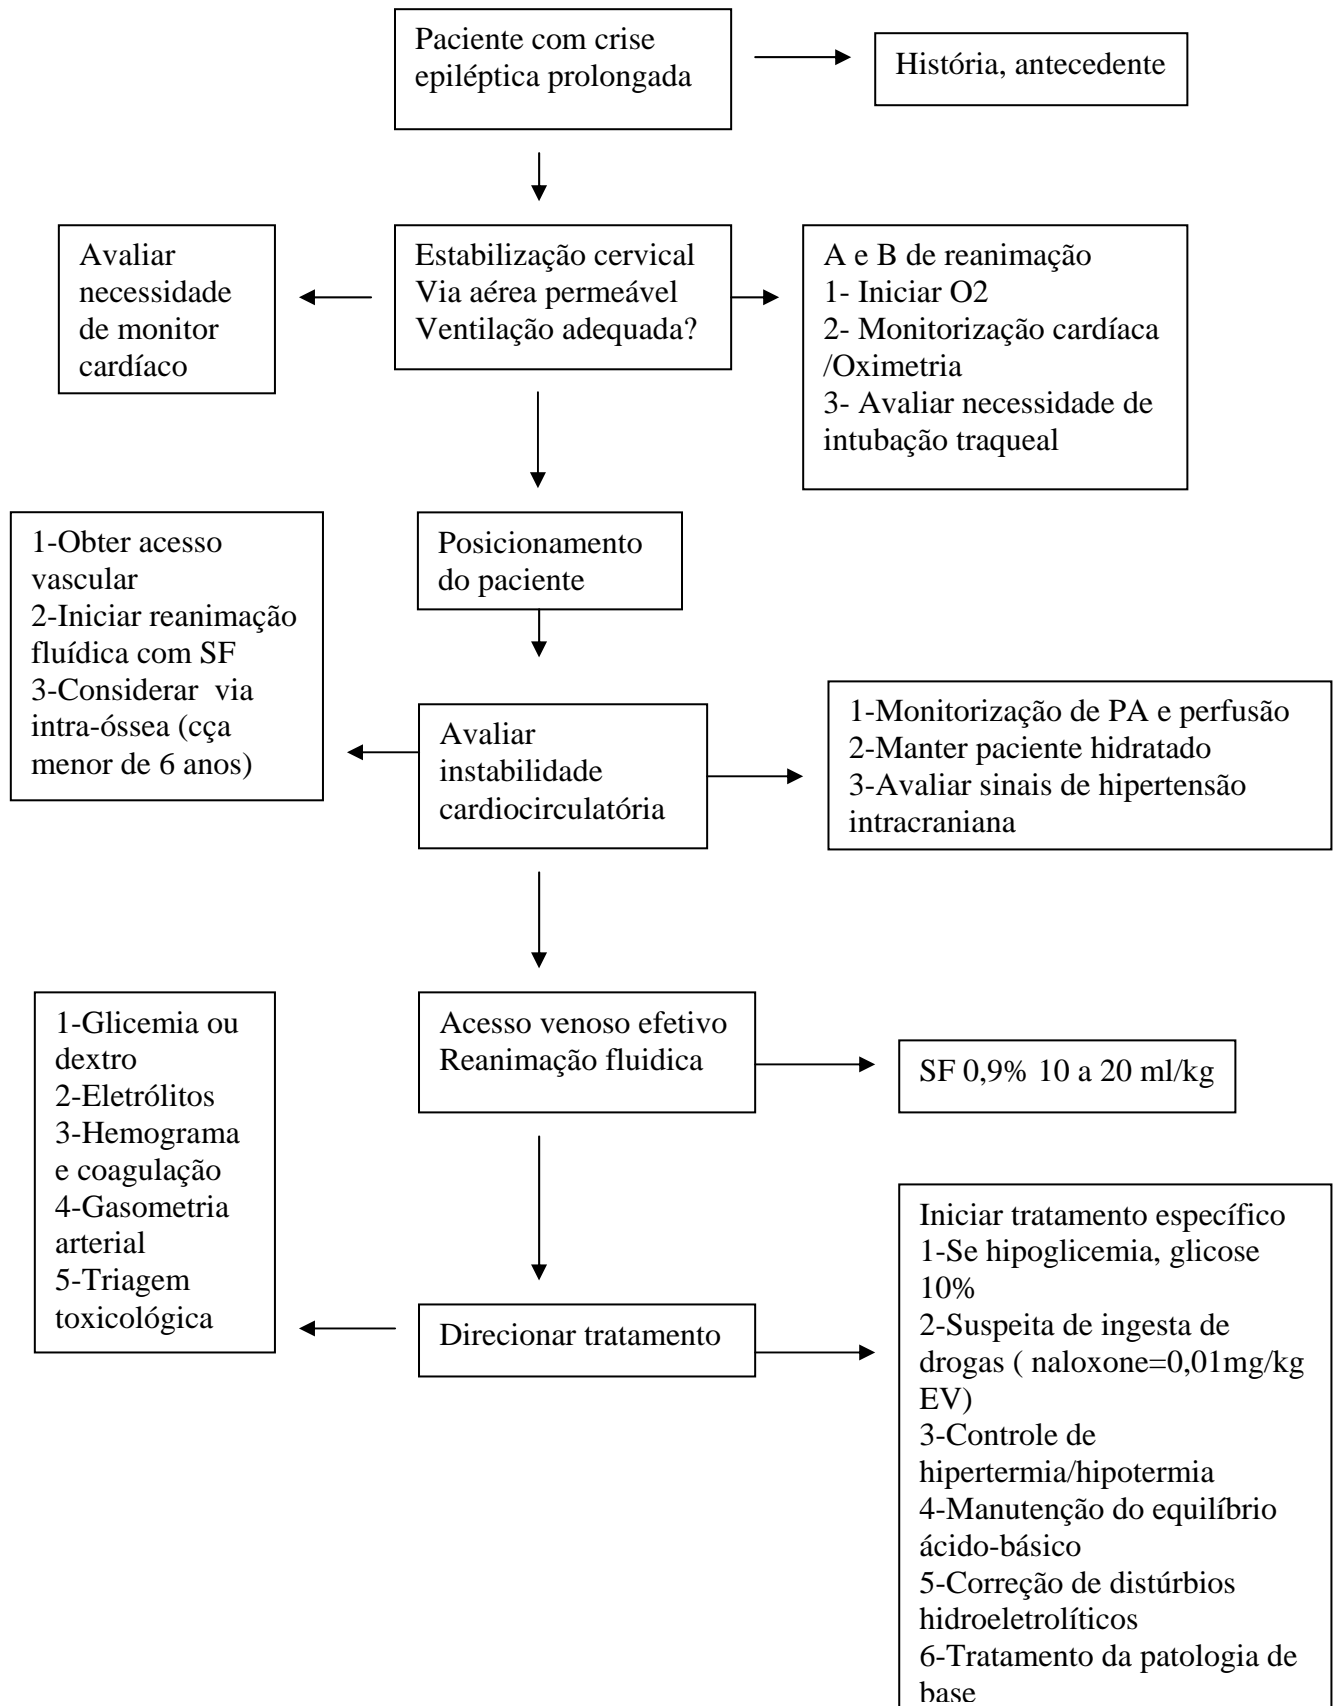 Paciente com crise
epiléptica prolongada
História, antecedente
Avaliar
necessidade
de monitor
cardíaco
Estabilização cervical
Via aérea permeável
Ventilação adequada?
A e B de reanimação
1- Iniciar O2
2- Monitorização cardíaca
/Oximetria
3- Avaliar necessidade de
intubação traqueal
1-Obter acesso
vascular
2-Iniciar reanimação
fluídica com SF
3-Considerar via
intra-óssea (cça
menor de 6 anos)
Posicionamento
do paciente
Avaliar
instabilidade
cardiocirculatória
1-Monitorização de PA e perfusão
2-Manter paciente hidratado
3-Avaliar sinais de hipertensão
intracraniana
1-Glicemia ou
dextro
2-Eletrólitos
3-Hemograma
e coagulação
4-Gasometria
arterial
5-Triagem
toxicológica
Acesso venoso efetivo
Reanimação fluidica
SF 0,9% 10 a 20 ml/kg
Direcionar tratamento
Iniciar tratamento específico
1-Se hipoglicemia, glicose
10%
2-Suspeita de ingesta de
drogas ( naloxone=0,01mg/kg
EV)
3-Controle de
hipertermia/hipotermia
4-Manutenção do equilíbrio
ácido-básico
5-Correção de distúrbios
hidroeletrolíticos
6-Tratamento da patologia de
base